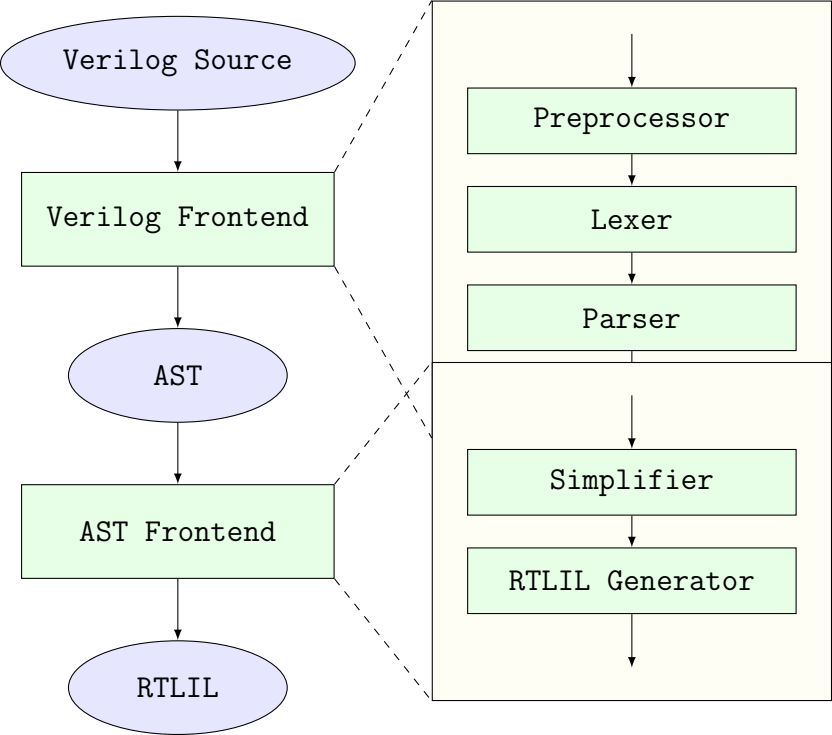 Verilog Source
Verilog Frontend
AST
AST Frontend
RTLIL
Preprocessor
Lexer
Parser
Simplifier
RTLIL Generator